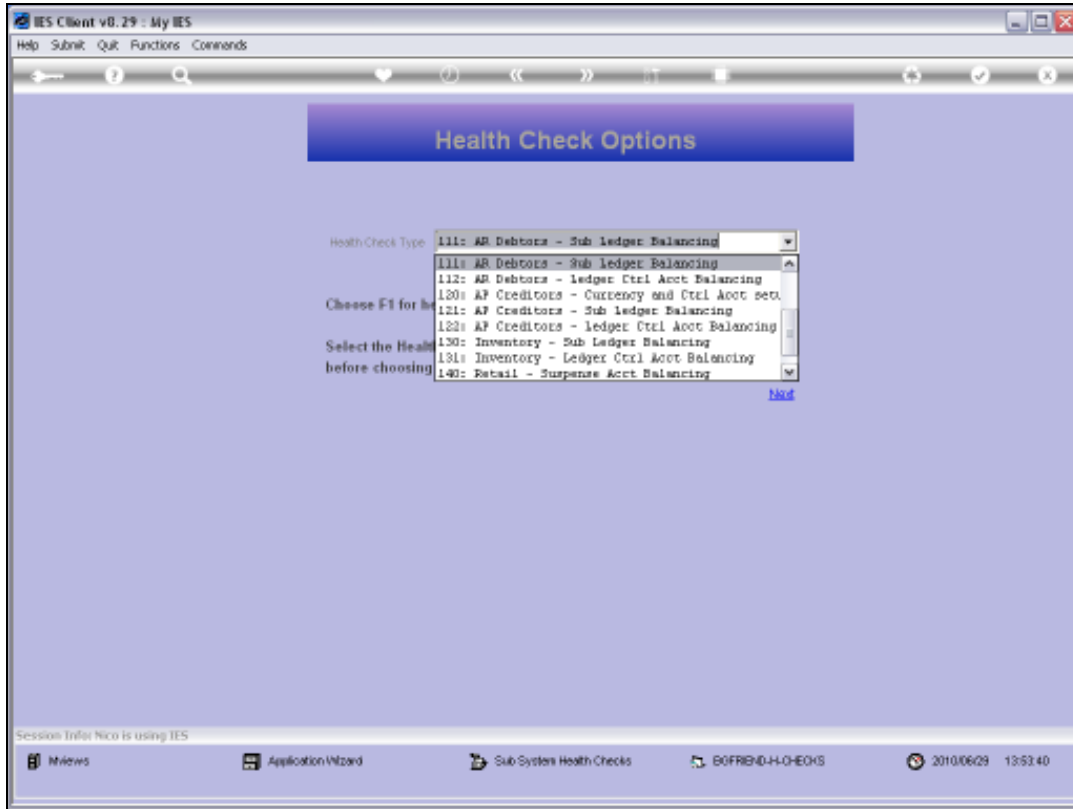 IES Client v8.29 : My IES
Help Submit Quit Functions Commands
Health Check Options
Health Check Type 111: AR Debtors - Sub Ledger Balancing
111: AR Debtors - Sub Ledger Balancing
112: AR Debtors - Ledger Ctrl Acct Balancing
120: AP Creditors - Currency and Ctrl Acct setu
Choose F1 for he
121: AP Creditors - Sub Ledger Balancing
122: AP Creditors - Ledger Ctrl Acct Balancing
130: Inventory - Sub Ledger Balancing
Select the Healt
131: Inventory - Ledger Ctrl Acct Balancing
before choosing
140: Retail - Suspense Acct Balancing
Next
Session Info: Nico is using IES
Mviews Application Wizard Sub System Health Checks BGFRIEND-H-CHECKS 2010/06/29 13:53:40